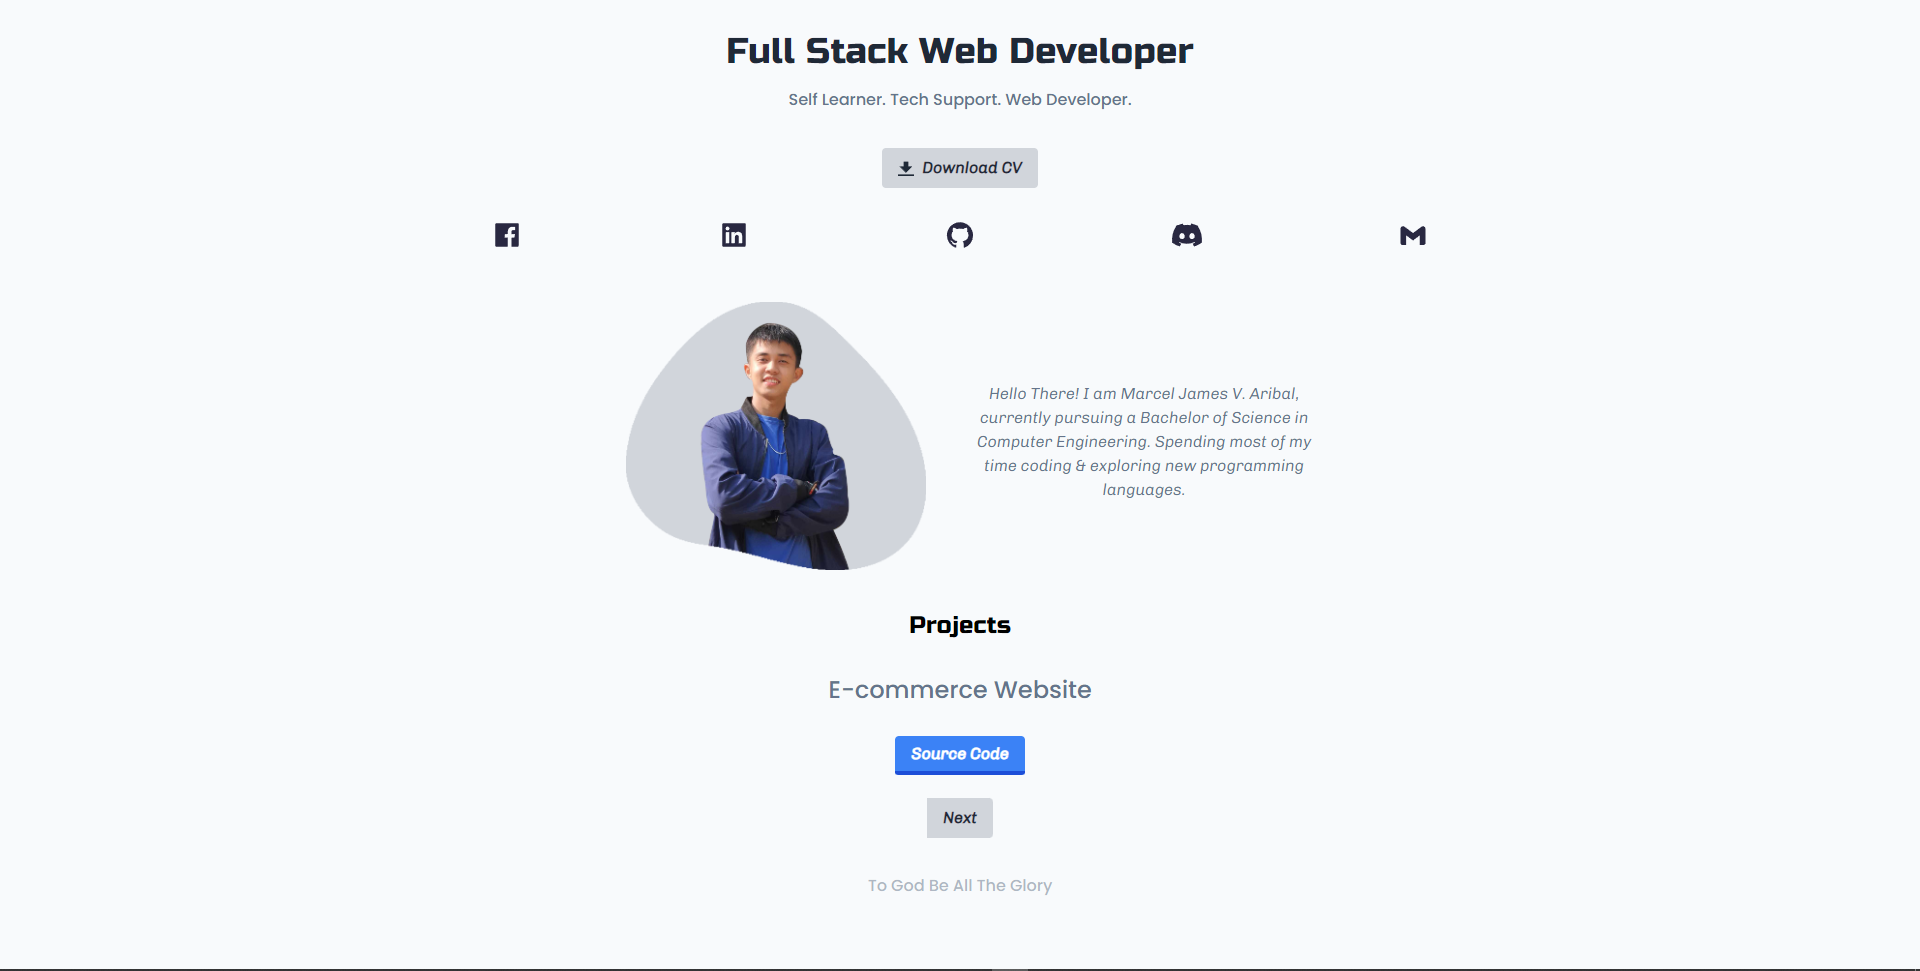 Full Stack Web Developer
Self Learner. Tech Support. Web Developer.
Download CV
Hello There! I am Marcel James V. Aribal,
currently pursuing a Bachelor of Science in
Computer Engineering. Spending most of my
time coding & exploring new programming
languages.
Projects
E-commerce Website
Source Code
Next
To God Be All The Glory